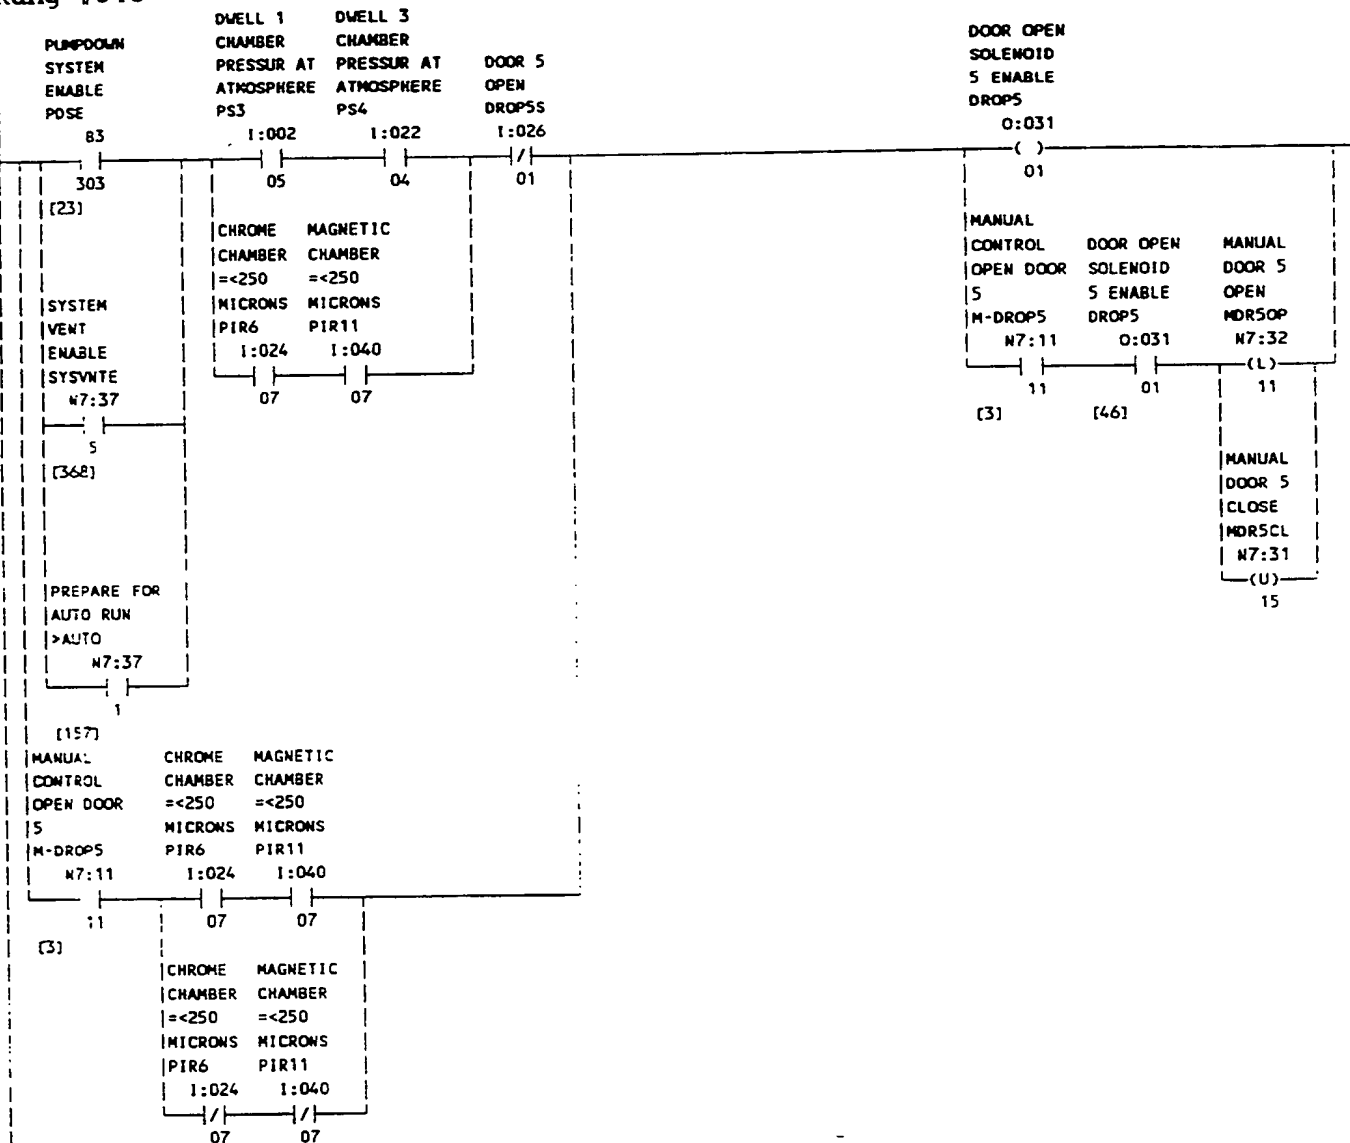 PUMPDOWN
SYSTEM
ENABLE
PDSE
B3
303
[23]
DWELL 1
CHAMBER
PRESSUR AT
ATMOSPHERE
PS3
I:002
05
DWELL 3
CHAMBER
PRESSUR AT
ATMOSPHERE
PS4
I:022
04
DOOR 5
OPEN
DROP5S
I:026
01
DOOR OPEN
SOLENOID
5 ENABLE
DROP5
O:031
01
CHROME
CHAMBER
=<250
MICRONS
PIR6
I:024
07
MAGNETIC
CHAMBER
=<250
MICRONS
PIR11
I:040
07
MANUAL
CONTROL
OPEN DOOR
5
M-DROP5
N7:11
11
[3]
DOOR OPEN
SOLENOID
5 ENABLE
DROP5
O:031
01
[46]
MANUAL
DOOR 5
OPEN
MDR5OP
N7:32
(L)
11
SYSTEM
VENT
ENABLE
SYSVNTE
N7:37
5
[368]
MANUAL
DOOR 5
CLOSE
MDR5CL
N7:31
(U)
15
PREPARE FOR
AUTO RUN
>AUTO
N7:37
1
[157]
MANUAL
CONTROL
OPEN DOOR
5
M-DROP5
N7:11
11
[3]
CHROME
CHAMBER
=<250
MICRONS
PIR6
I:024
07
MAGNETIC
CHAMBER
=<250
MICRONS
PIR11
I:040
07
CHROME
CHAMBER
=<250
MICRONS
PIR6
I:024
07
MAGNETIC
CHAMBER
=<250
MICRONS
PIR11
I:040
07